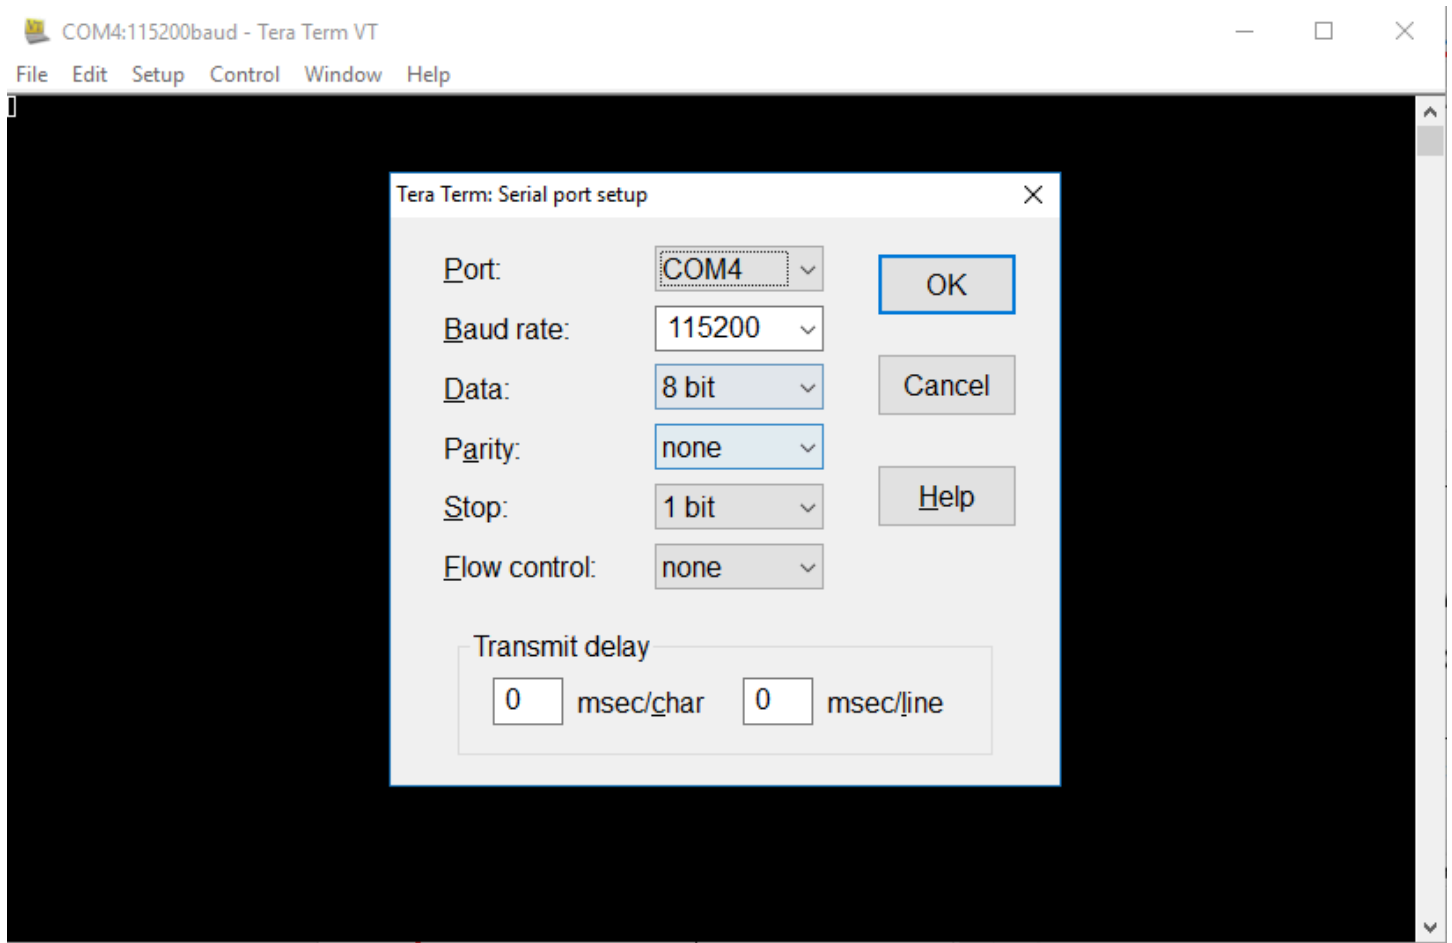 COM4:115200baud - Tera Term VT
File Edit Setup Control Window Help
Tera Term: Serial port setup
Port: COM4
OK
Baud rate: 115200
Data: 8 bit
Cancel
Parity: none
Stop: 1 bit
Help
Flow control: none
Transmit delay
0 msec/char 0 msec/line